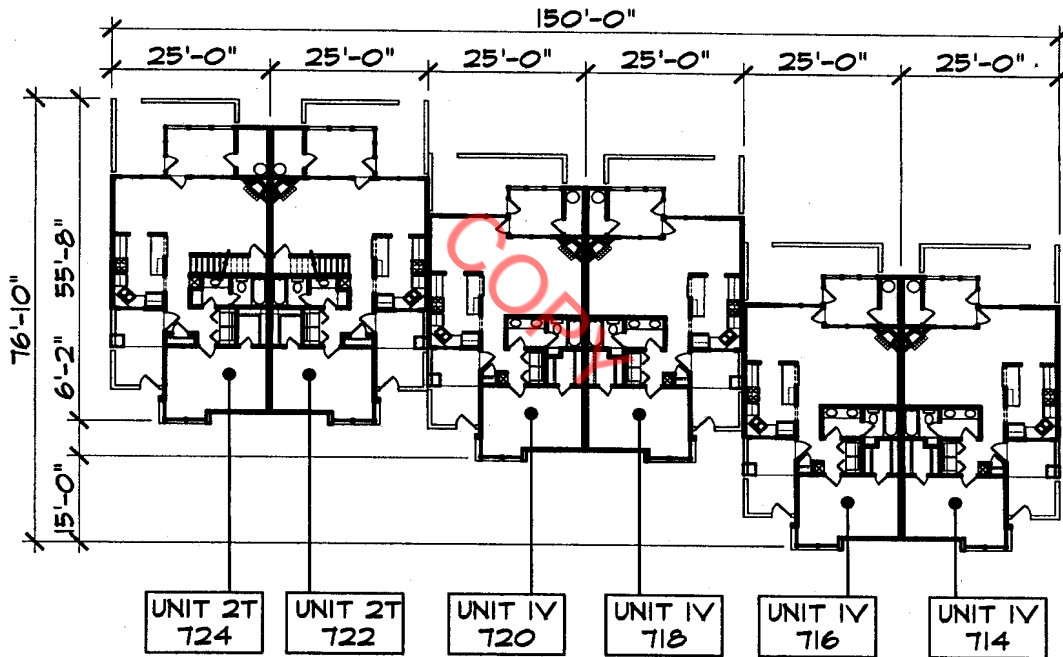 150'-0"
25'-0"
25'-0"
25'-0"
25'-0"
25'-0"
25'-0"
76'-10"
55'-8"
6'-2"
15'-0"
COPY
UNIT 2T
724
UNIT 2T
722
UNIT IV
720
UNIT IV
718
UNIT IV
716
UNIT IV
714